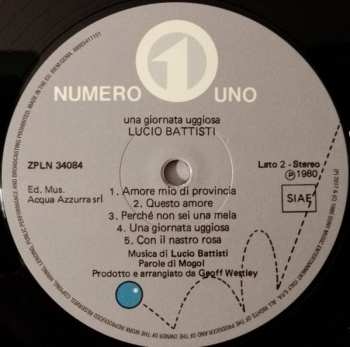 1
NUMERO UNO
una giornata uggiosa
LUCIO BATTISTI
ZPLN 34084
Lato 2 - Stereo
Ⓟ 1980
Ed. Mus.
Acqua Azzurra srl
SIAE
1. Amore mio di provincia
2. Questo amore
3. Perché non sei una mela
4. Una giornata uggiosa
5. Con il nastro rosa
Musica di Lucio Battisti
Parole di Mogol
Prodotto e arrangiato da Geoff Westley